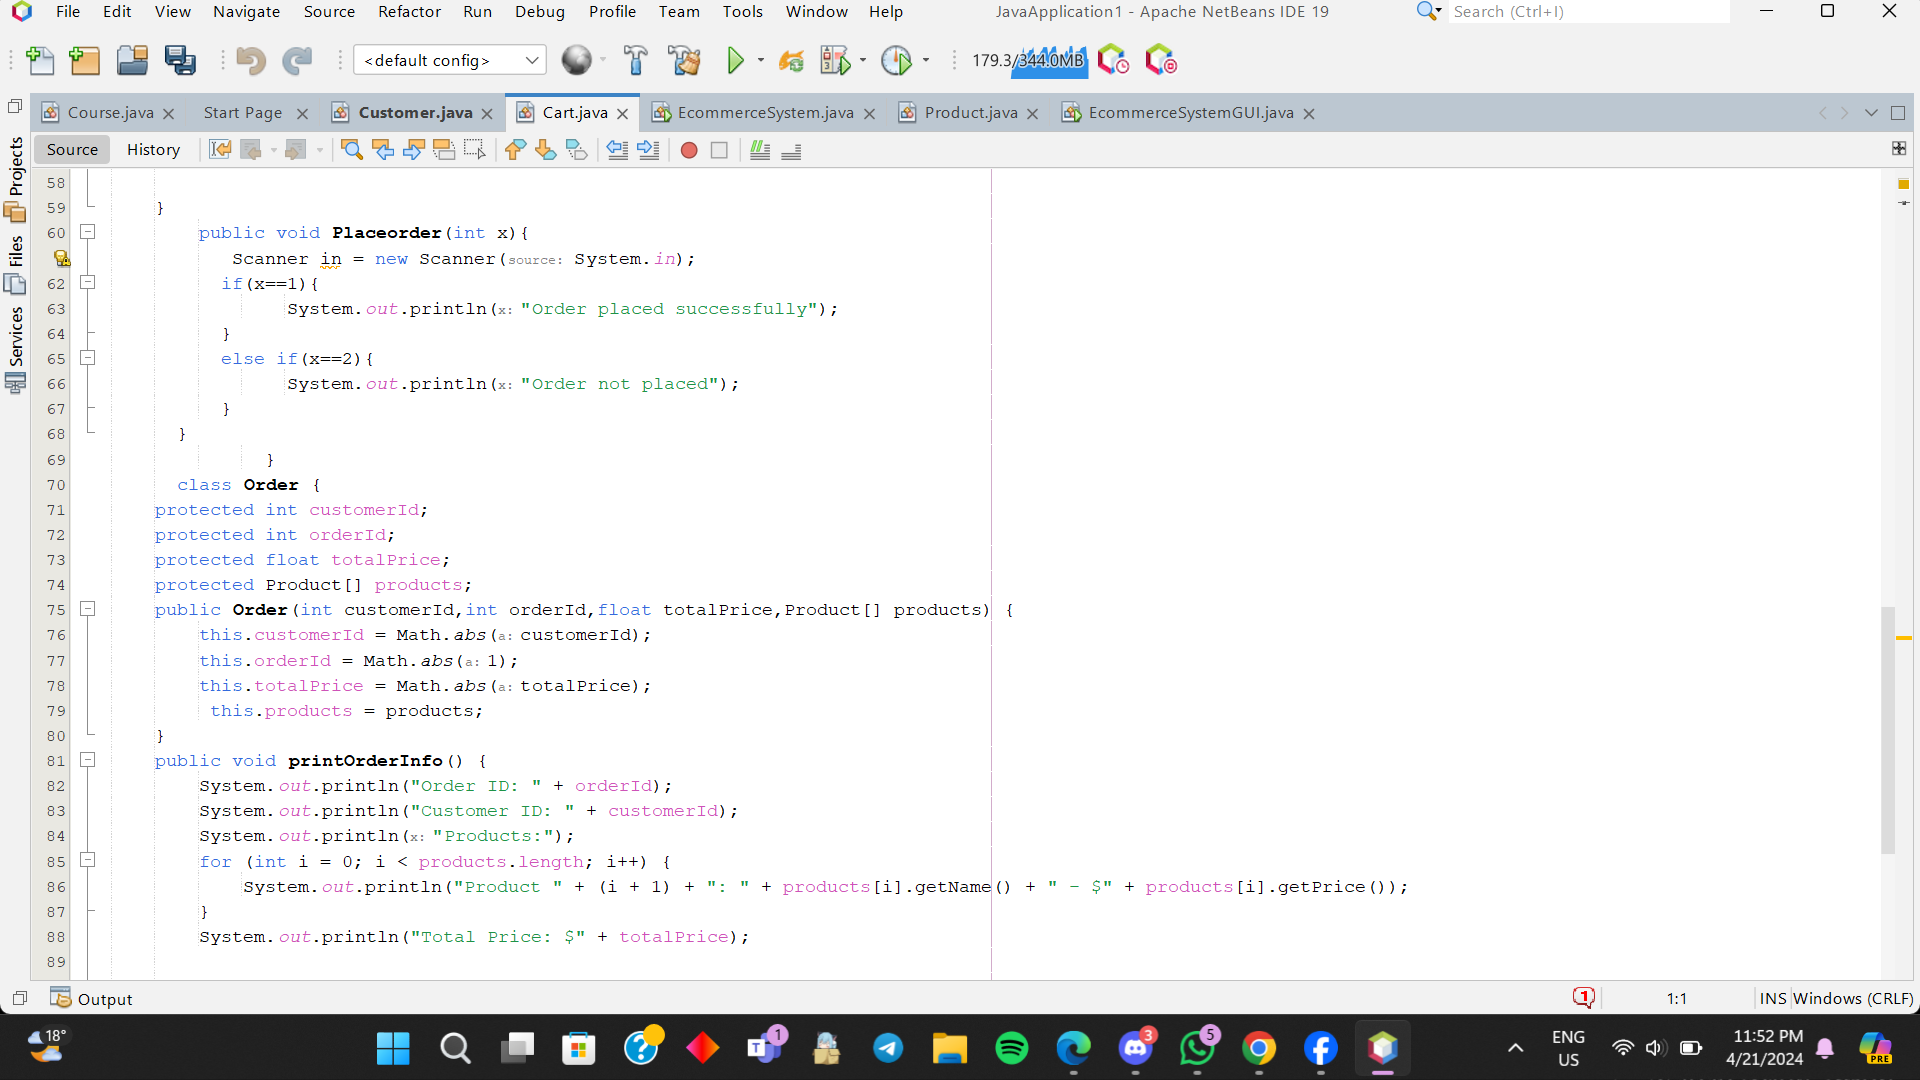 File Edit View Navigate Source Refactor Run Debug Profile Team Tools Window Help JavaApplication1 - Apache NetBeans IDE 19 Search (Ctrl+I)
<default config> 179.3/344.0MB
Course.java Start Page Customer.java Cart.java EcommerceSystem.java Product.java EcommerceSystemGUI.java
Source History
Projects
Files
Services
58
59 }
60 public void Placeorder(int x){
Scanner in = new Scanner(source: System.in);
62 if(x==1){
63 System.out.println(x: "Order placed successfully");
64 }
65 else if(x==2){
66 System.out.println(x: "Order not placed");
67 }
68 }
69 }
70 class Order {
71 protected int customerId;
72 protected int orderId;
73 protected float totalPrice;
74 protected Product[] products;
75 public Order(int customerId,int orderId,float totalPrice,Product[] products) {
76 this.customerId = Math.abs(a: customerId);
77 this.orderId = Math.abs(a: 1);
78 this.totalPrice = Math.abs(a: totalPrice);
79 this.products = products;
80 }
81 public void printOrderInfo() {
82 System.out.println("Order ID: " + orderId);
83 System.out.println("Customer ID: " + customerId);
84 System.out.println(x: "Products:");
85 for (int i = 0; i < products.length; i++) {
86 System.out.println("Product " + (i + 1) + ": " + products[i].getName() + " - $" + products[i].getPrice());
87 }
88 System.out.println("Total Price: $" + totalPrice);
89
Output 1 1:1 INS Windows (CRLF)
18° 1 3 5 ENG US 11:52 PM 4/21/2024 PRE